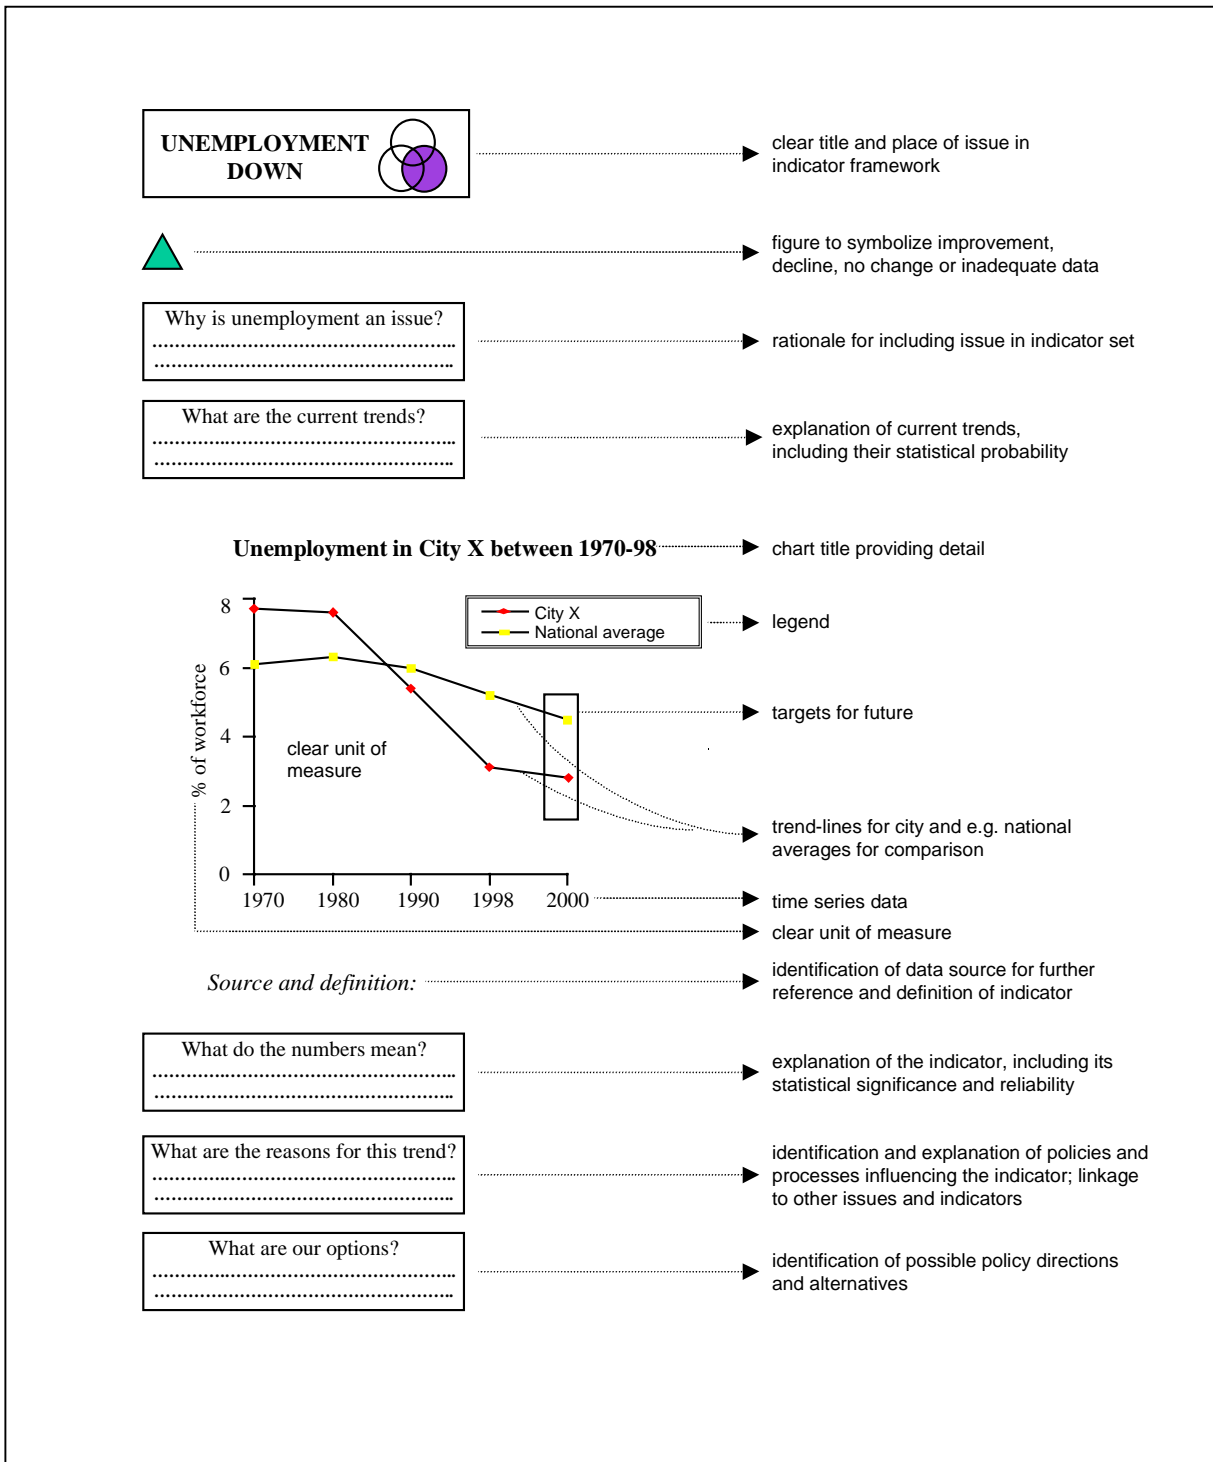 UNEMPLOYMENT
DOWN
clear title and place of issue in
indicator framework
figure to symbolize improvement,
decline, no change or inadequate data
Why is unemployment an issue?
.....................................................
.....................................................
rationale for including issue in indicator set
What are the current trends?
.....................................................
.....................................................
explanation of current trends,
including their statistical probability
Unemployment in City X between 1970-98
chart title providing detail
City X
National average
legend
% of workforce
8
6
4
2
0
1970 1980 1990 1998 2000
clear unit of
measure
targets for future
trend-lines for city and e.g. national
averages for comparison
time series data
clear unit of measure
Source and definition:
identification of data source for further
reference and definition of indicator
What do the numbers mean?
.....................................................
.....................................................
explanation of the indicator, including its
statistical significance and reliability
What are the reasons for this trend?
.....................................................
.....................................................
identification and explanation of policies and
processes influencing the indicator; linkage
to other issues and indicators
What are our options?
.....................................................
.....................................................
identification of possible policy directions
and alternatives